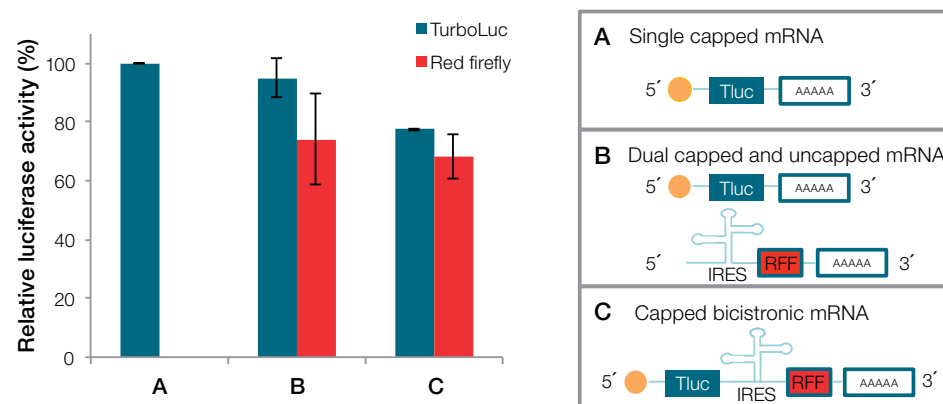 Relative luciferase activity (%)
100
80
60
40
20
0
TurboLuc
Red firefly
A
B
C
A Single capped mRNA
5´ Tluc AAAAA 3´
B Dual capped and uncapped mRNA
5´ Tluc AAAAA 3´
5´ IRES RFF AAAAA 3´
C Capped bicistronic mRNA
5´ Tluc IRES RFF AAAAA 3´